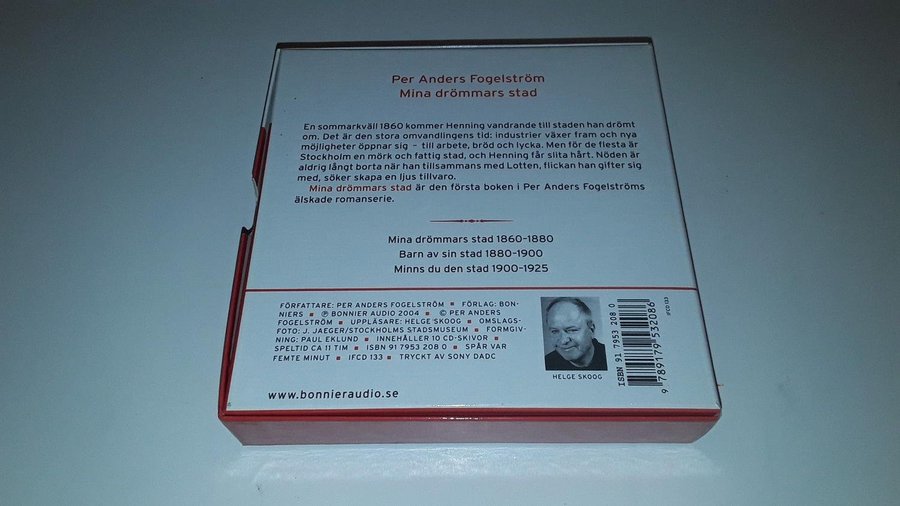 Per Anders Fogelström
Mina drömmars stad
En sommarkväll 1860 kommer Henning vandrande till staden han drömt
om. Det är den stora omvandlingens tid: industrier växer fram och nya
möjligheter öppnar sig – till arbete, bröd och lycka. Men för de flesta är
Stockholm en mörk och fattig stad, och Henning får slita hårt. Nöden är
aldrig långt borta när han tillsammans med Lotten, flickan han gifter sig
med, söker skapa en ljus tillvaro.
Mina drömmars stad är den första boken i Per Anders Fogelströms
älskade romanserie.
Mina drömmars stad 1860–1880
Barn av sin stad 1880–1900
Minns du den stad 1900–1925
FÖRFATTARE: PER ANDERS FOGELSTRÖM ▪ FÖRLAG: BON-
NIERS ▪ ℗ BONNIER AUDIO 2004 ▪ © PER ANDERS
FOGELSTRÖM ▪ UPPLÄSARE: HELGE SKOOG ▪ OMSLAGS-
FOTO: J. JAEGER/STOCKHOLMS STADSMUSEUM ▪ FORMGIV-
NING: PAUL EKLUND ▪ INNEHÅLLER 10 CD-SKIVOR ▪
SPELTID CA 11 TIM ▪ ISBN 91 7953 208 0 ▪ SPÅR VAR
FEMTE MINUT ▪ IFCD 133 ▪ TRYCKT AV SONY DADC
www.bonnieraudio.se
HELGE SKOOG
ISBN 91 7953 208 0
9 789179 532086
IFCD 133